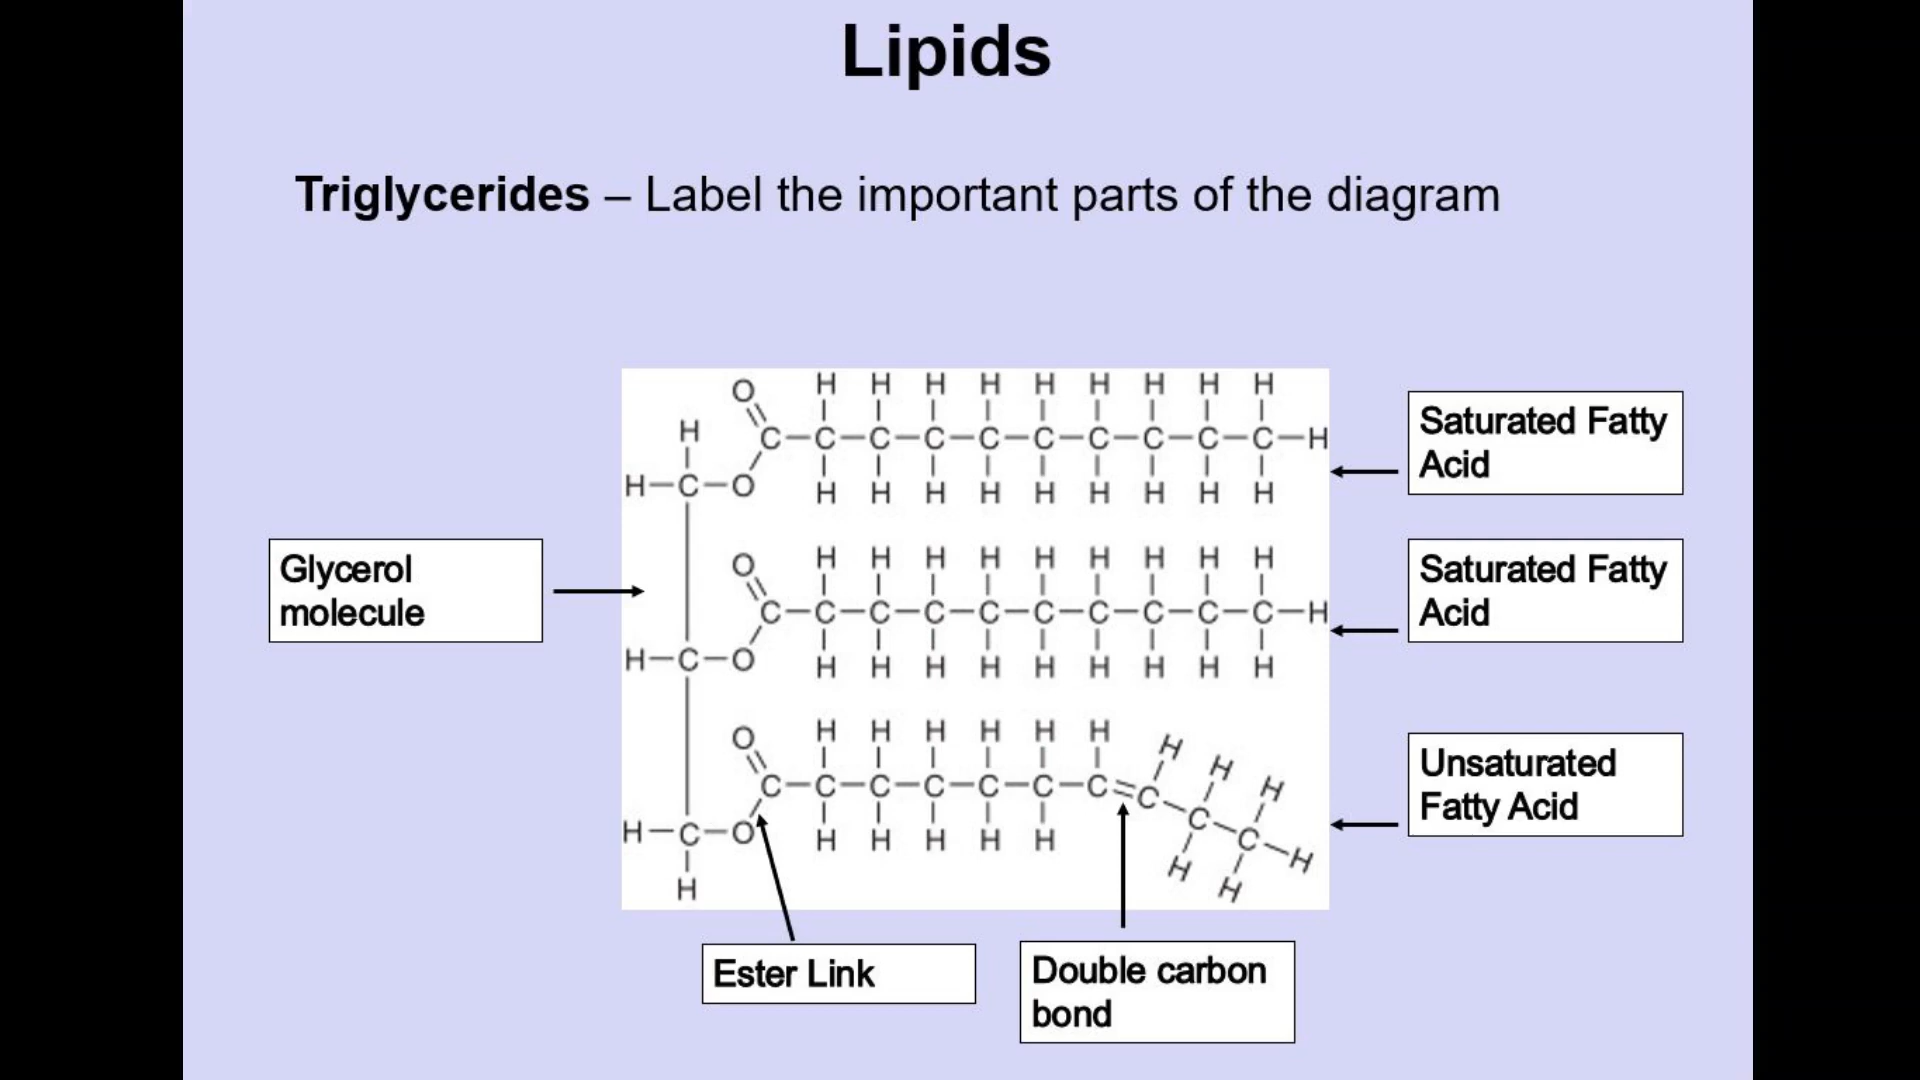 Lipids
Triglycerides – Label the important parts of the diagram
O H H H H H H H H H
H C–C–C–C–C–C–C–C–C–C–H
H–C–O H H H H H H H H H
Saturated Fatty
Acid
Glycerol
molecule
O H H H H H H H H H
C–C–C–C–C–C–C–C–C–C–H
H–C–O H H H H H H H H H
Saturated Fatty
Acid
O H H H H H H H H H
C–C–C–C–C–C–C=C–C–C–H
H–C–O H H H H H H H
H
Unsaturated
Fatty Acid
Ester Link
Double carbon
bond